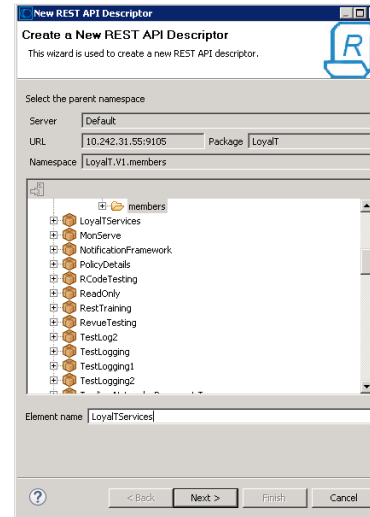 New REST API Descriptor
Create a New REST API Descriptor
This wizard is used to create a new REST API descriptor.
R
Select the parent namespace
Server Default
URL 10.242.31.55:9105 Package LoyalT
Namespace LoyalT.V1.members
members
LoyalTServices
MonServe
NotificationFramework
PolicyDetails
RCodeTesting
ReadOnly
RestTraining
RevueTesting
TestLog2
TestLogging
TestLogging1
TestLogging2
Element name LoyalTServices
? < Back Next > Finish Cancel